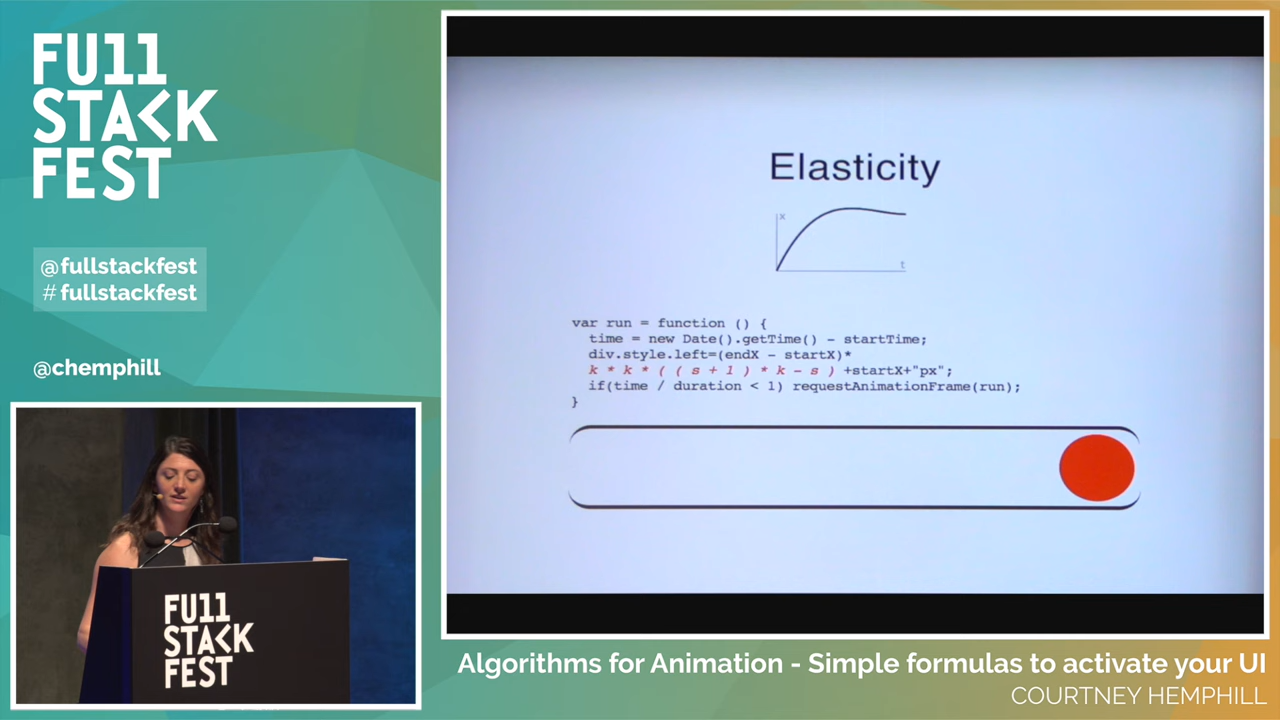 FU11
STACK
FEST
@fullstackfest
# fullstackfest
@chemphill
FU11
STACK
FEST
Elasticity
x
t
var run = function () {
time = new Date().getTime() - startTime;
div.style.left=(endX - startX)*
k * k * ( ( s + 1 ) * k - s ) +startX+"px";
if(time / duration < 1) requestAnimationFrame(run);
}
Algorithms for Animation - Simple formulas to activate your UI
COURTNEY HEMPHILL